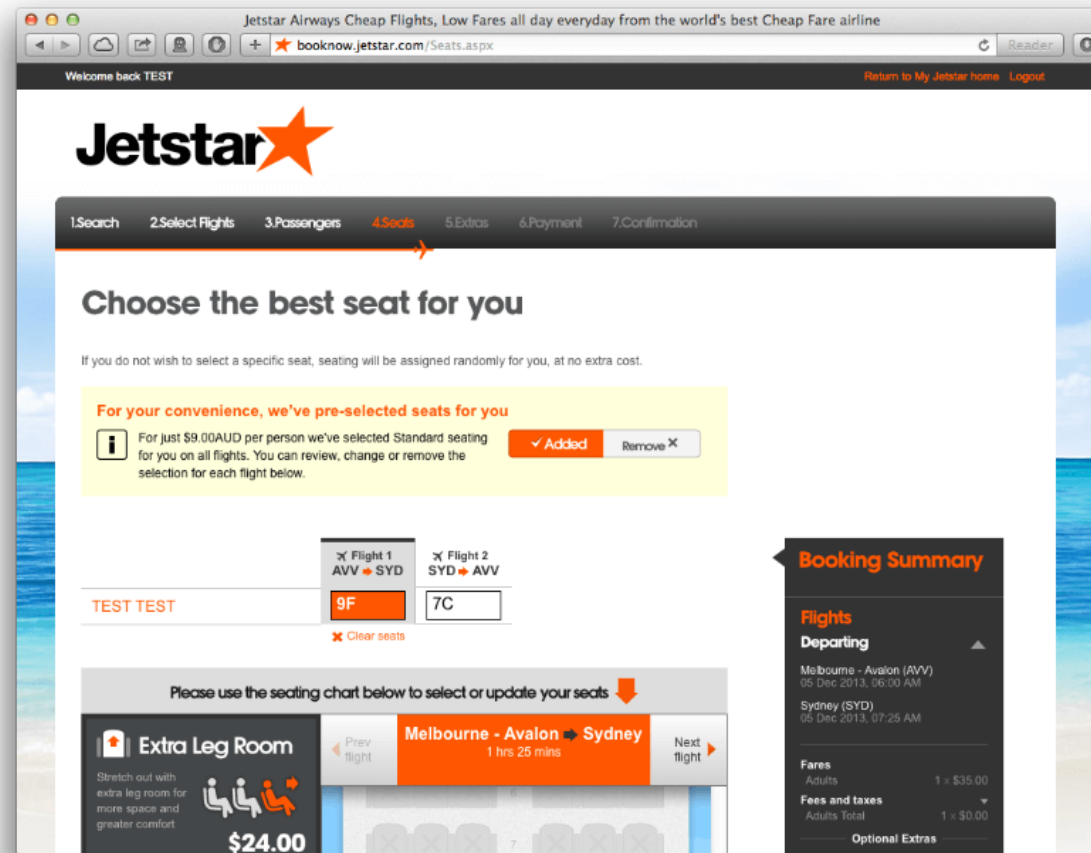 Jetstar Airways Cheap Flights, Low Fares all day everyday from the world's best Cheap Fare airline
booknow.jetstar.com/Seats.aspx
Reader
Welcome back TEST
Return to My Jetstar home Logout
Jetstar
1.Search 2.Select Flights 3.Passengers 4.Seats 5.Extras 6.Payment 7.Confirmation
Choose the best seat for you
If you do not wish to select a specific seat, seating will be assigned randomly for you, at no extra cost.
For your convenience, we've pre-selected seats for you
For just $9.00AUD per person we've selected Standard seating
for you on all flights. You can review, change or remove the
selection for each flight below.
Added Remove
Flight 1 Flight 2
AVV SYD SYD AVV
TEST TEST 9F 7C
Clear seats
Please use the seating chart below to select or update your seats
Extra Leg Room
Stretch out with
extra leg room for
more space and
greater comfort
$24.00
Prev
flight
Melbourne - Avalon Sydney
1 hrs 25 mins
Next
flight
6
7
Booking Summary
Flights
Departing
Melbourne - Avalon (AVV)
05 Dec 2013, 06:00 AM
Sydney (SYD)
05 Dec 2013, 07:25 AM
Fares
Adults 1 x $35.00
Fees and taxes
Adults Total 1 x $0.00
Optional Extras